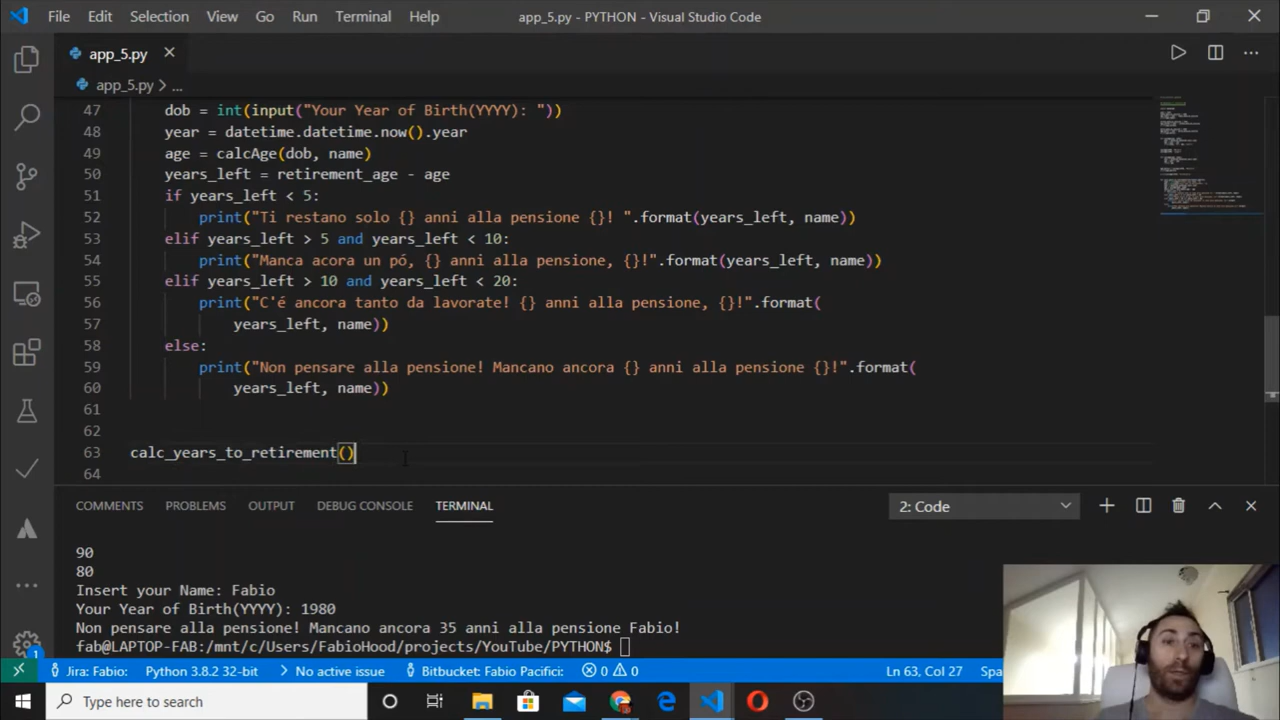 File Edit Selection View Go Run Terminal Help app_5.py - PYTHON - Visual Studio Code
app_5.py
app_5.py > ...
47 dob = int(input("Your Year of Birth(YYYY): "))
48 year = datetime.datetime.now().year
49 age = calcAge(dob, name)
50 years_left = retirement_age - age
51 if years_left < 5:
52 print("Ti restano solo {} anni alla pensione {}! ".format(years_left, name))
53 elif years_left > 5 and years_left < 10:
54 print("Manca acora un pó, {} anni alla pensione, {}!".format(years_left, name))
55 elif years_left > 10 and years_left < 20:
56 print("C'é ancora tanto da lavorate! {} anni alla pensione, {}!".format(
57 years_left, name))
58 else:
59 print("Non pensare alla pensione! Mancano ancora {} anni alla pensione {}!".format(
60 years_left, name))
61
62
63 calc_years_to_retirement()
64
COMMENTS PROBLEMS OUTPUT DEBUG CONSOLE TERMINAL 2: Code
90
80
Insert your Name: Fabio
Your Year of Birth(YYYY): 1980
Non pensare alla pensione! Mancano ancora 35 anni alla pensione Fabio!
fab@LAPTOP-FAB:/mnt/c/Users/FabioHood/projects/YouTube/PYTHON$
1
Jira: Fabio: Python 3.8.2 32-bit No active issue Bitbucket: Fabio Pacifici: 0 0 Ln 63, Col 27 Spa
Type here to search